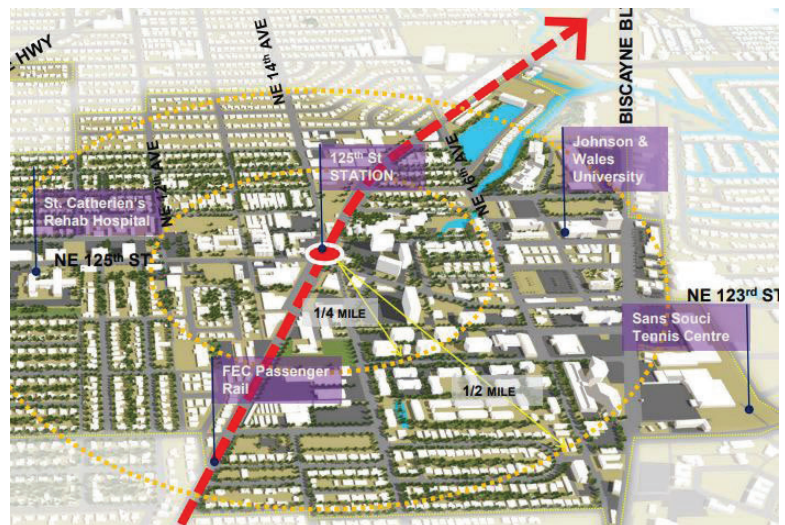 E HWY
NE 14th AVE
BISCAYNE BL
NE 12th AVE
125th St
STATION
NE 16th AVE
Johnson &
Wales
University
St. Catherien's
Rehab Hospital
NE 125th ST
NE 123rd ST
1/4 MILE
Sans Souci
Tennis Centre
FEC Passenger
Rail
1/2 MILE